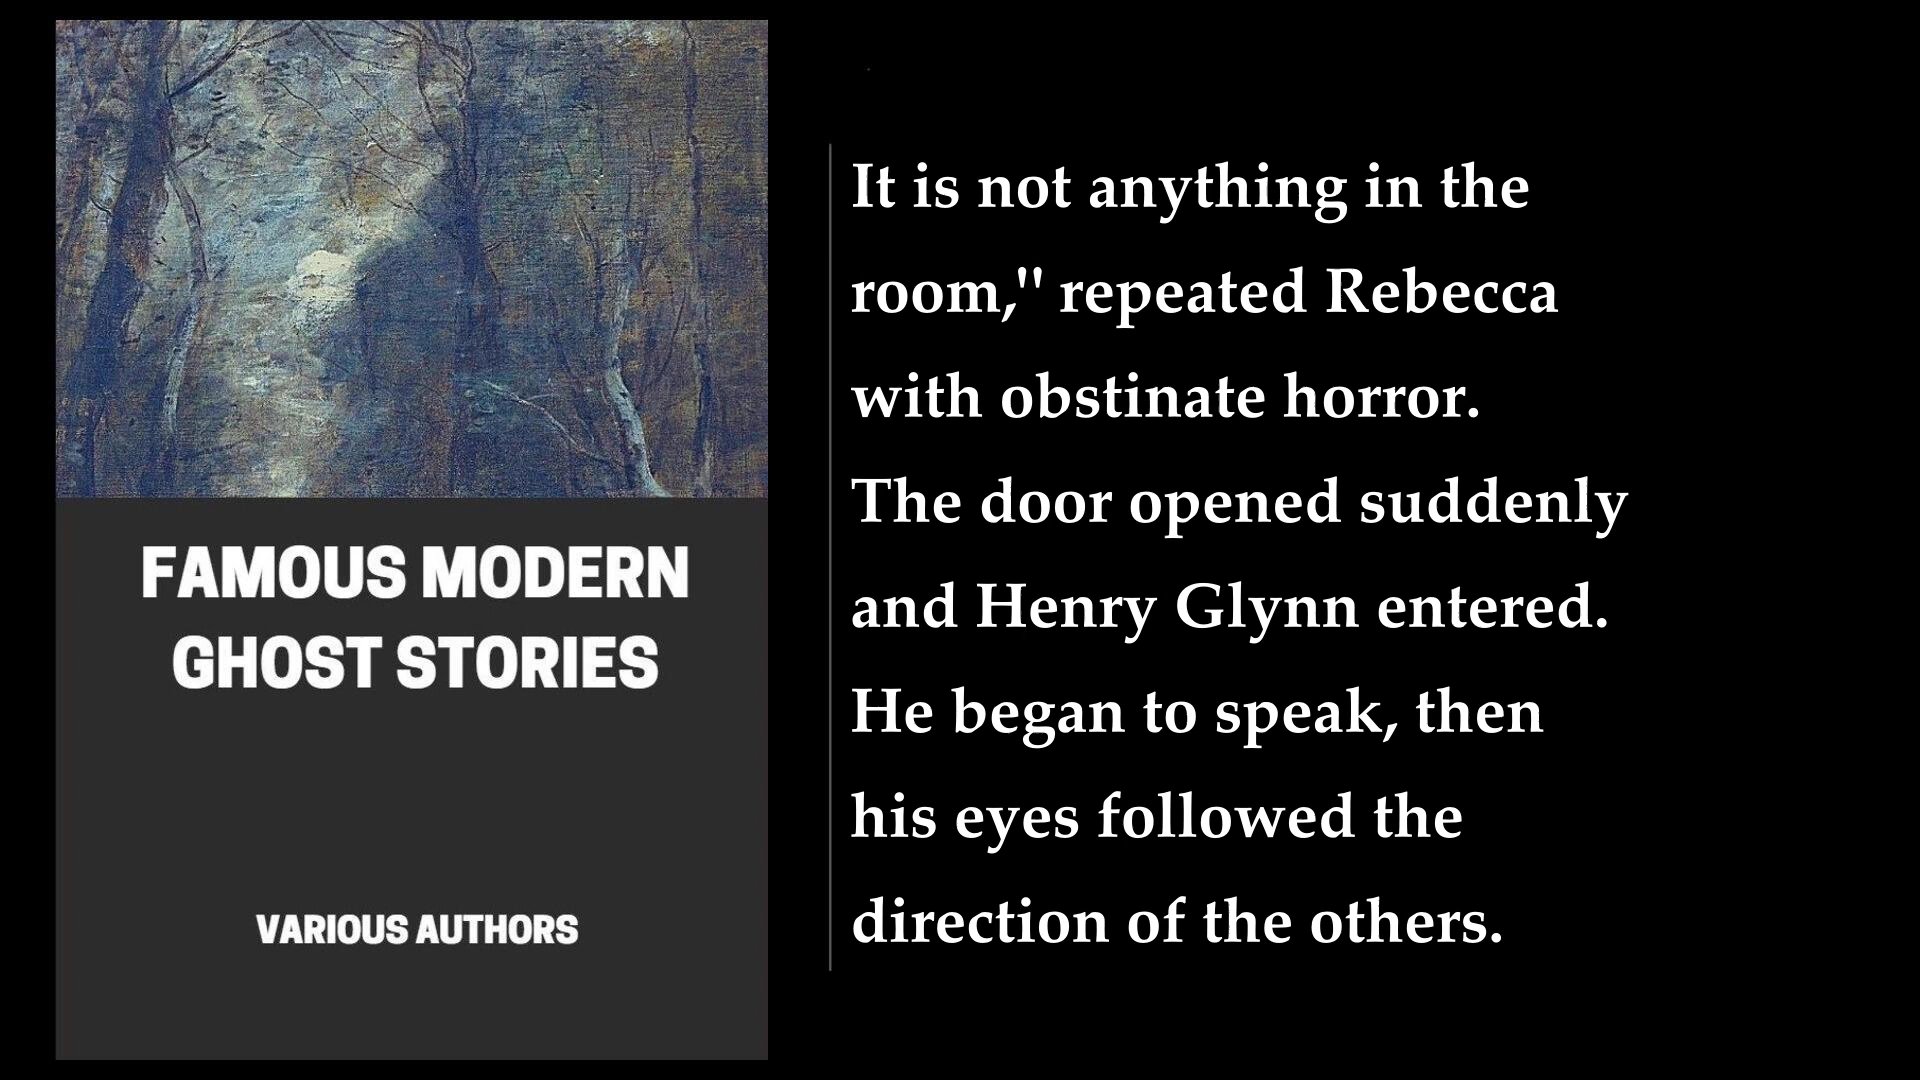 FAMOUS MODERN
GHOST STORIES
VARIOUS AUTHORS
It is not anything in the
room," repeated Rebecca
with obstinate horror.
The door opened suddenly
and Henry Glynn entered.
He began to speak, then
his eyes followed the
direction of the others.